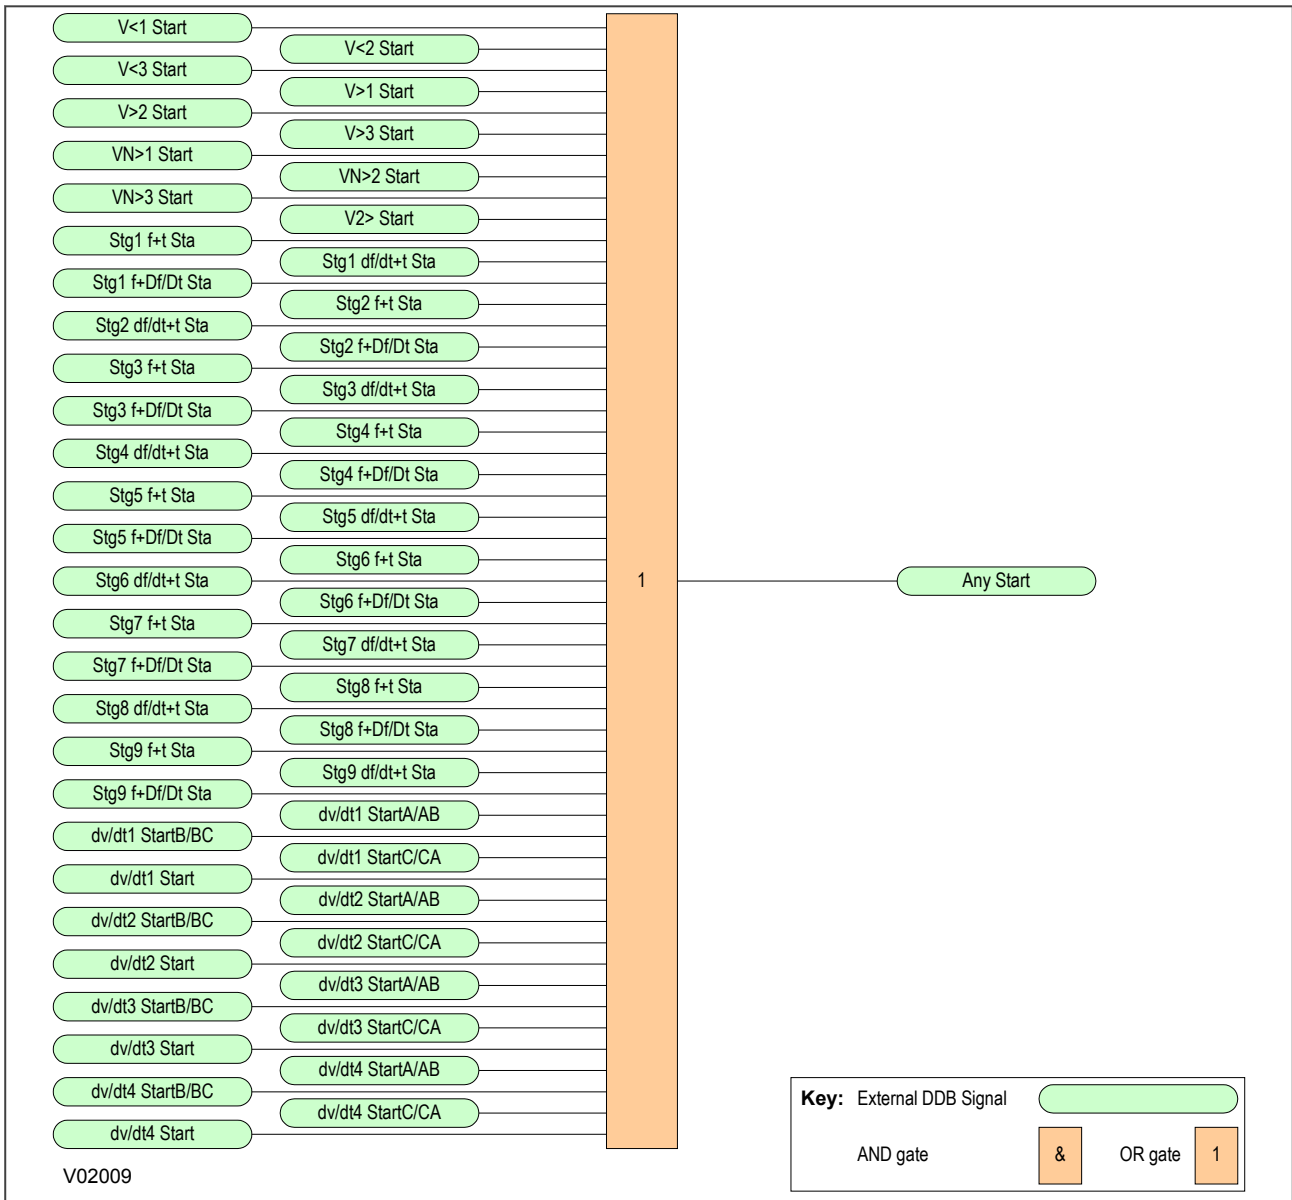 V<1 Start
V<2 Start
V<3 Start
V>1 Start
V>2 Start
V>3 Start
VN>1 Start
VN>2 Start
VN>3 Start
V2> Start
Stg1 f+t Sta
Stg1 df/dt+t Sta
Stg1 f+Df/Dt Sta
Stg2 f+t Sta
Stg2 df/dt+t Sta
Stg2 f+Df/Dt Sta
Stg3 f+t Sta
Stg3 df/dt+t Sta
Stg3 f+Df/Dt Sta
Stg4 f+t Sta
Stg4 df/dt+t Sta
Stg4 f+Df/Dt Sta
Stg5 f+t Sta
Stg5 df/dt+t Sta
Stg5 f+Df/Dt Sta
Stg6 f+t Sta
Stg6 df/dt+t Sta
1
Any Start
Stg6 f+Df/Dt Sta
Stg7 f+t Sta
Stg7 df/dt+t Sta
Stg7 f+Df/Dt Sta
Stg8 f+t Sta
Stg8 df/dt+t Sta
Stg8 f+Df/Dt Sta
Stg9 f+t Sta
Stg9 df/dt+t Sta
Stg9 f+Df/Dt Sta
dv/dt1 StartA/AB
dv/dt1 StartB/BC
dv/dt1 StartC/CA
dv/dt1 Start
dv/dt2 StartA/AB
dv/dt2 StartB/BC
dv/dt2 StartC/CA
dv/dt2 Start
dv/dt3 StartA/AB
dv/dt3 StartB/BC
dv/dt3 StartC/CA
dv/dt3 Start
dv/dt4 StartA/AB
dv/dt4 StartB/BC
dv/dt4 StartC/CA
dv/dt4 Start
Key: External DDB Signal
AND gate & OR gate 1
V02009